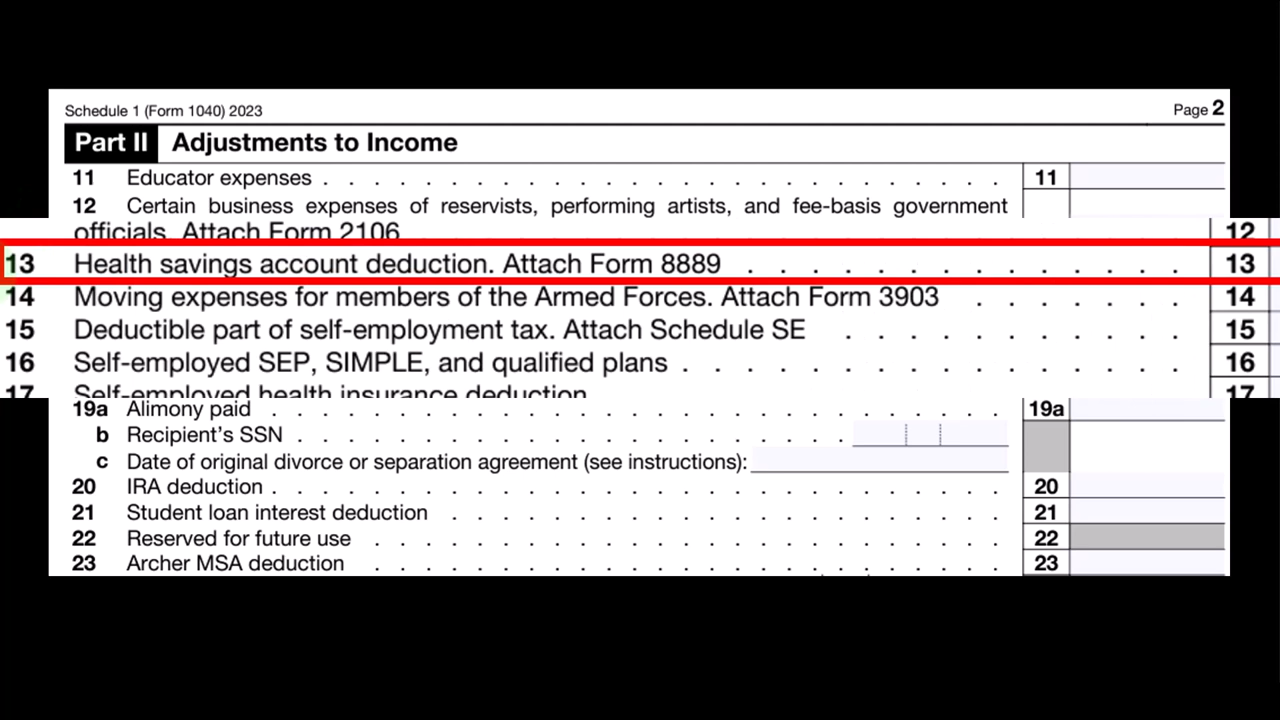 Schedule 1 (Form 1040) 2023 Page 2
Part II Adjustments to Income
11 Educator expenses . . . . . . . . . . . . . . . . . . . . . . . . . . . 11
12 Certain business expenses of reservists, performing artists, and fee-basis government
officials. Attach Form 2106 12
13 Health savings account deduction. Attach Form 8889 . . . . . . . . . . . 13
14 Moving expenses for members of the Armed Forces. Attach Form 3903 . . . . . 14
15 Deductible part of self-employment tax. Attach Schedule SE . . . . . . . . 15
16 Self-employed SEP, SIMPLE, and qualified plans . . . . . . . . . . . . . 16
17 Self-employed health insurance deduction 17
19a Alimony paid . . . . . . . . . . . . . . . . . . . . . . . . . . . . . 19a
b Recipient's SSN . . . . . . . . . . . . . . . . . . . . . .
c Date of original divorce or separation agreement (see instructions):
20 IRA deduction . . . . . . . . . . . . . . . . . . . . . . . . . . . . . 20
21 Student loan interest deduction . . . . . . . . . . . . . . . . . . . . . . 21
22 Reserved for future use . . . . . . . . . . . . . . . . . . . . . . . . . 22
23 Archer MSA deduction . . . . . . . . . . . . . . . . . . . . . . . . . 23